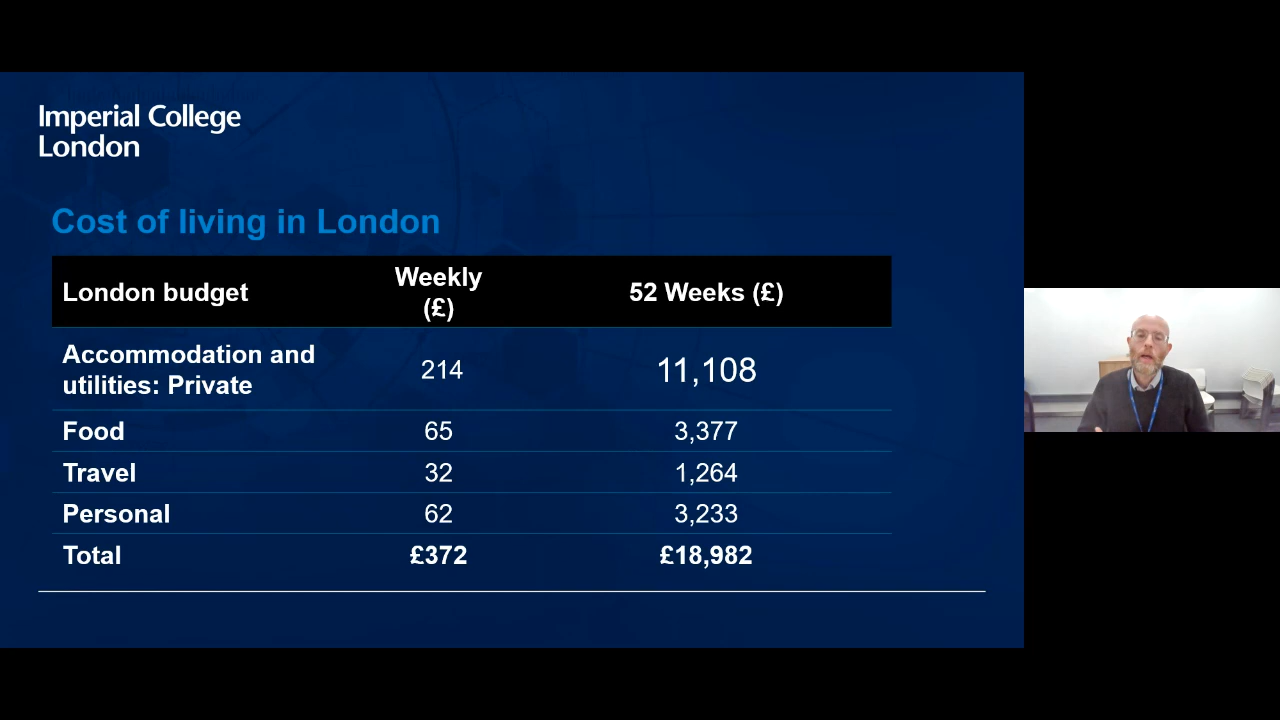 Imperial College
London
Cost of living in London
London budget Weekly (£) 52 Weeks (£)
Accommodation and utilities: Private 214 11,108
Food 65 3,377
Travel 32 1,264
Personal 62 3,233
Total £372 £18,982